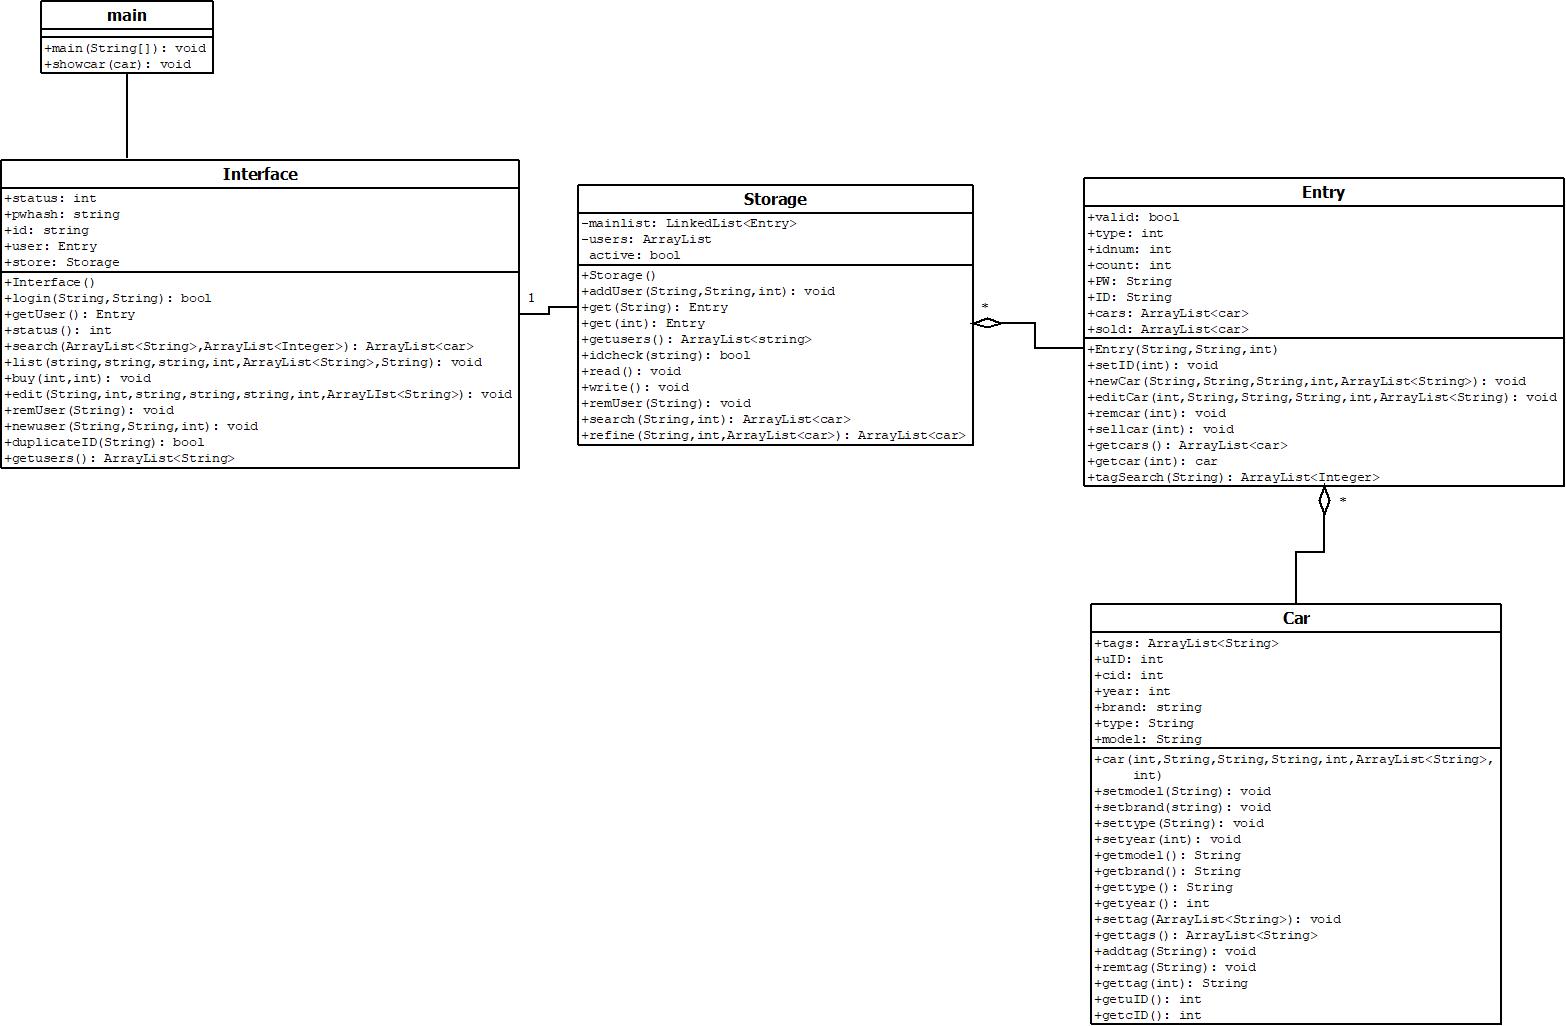 main
+main(String[]): void
+showcar(car): void
Interface
+status: int
+pwhash: string
+id: string
+user: Entry
+store: Storage
+Interface()
+login(String,String): bool
+getUser(): Entry
+status(): int
+search(ArrayList<String>,ArrayList<Integer>): ArrayList<car>
+list(string,string,string,int,ArrayList<String>,String): void
+buy(int,int): void
+edit(String,int,string,string,string,int,ArrayLIst<String>): void
+remUser(String): void
+newuser(String,String,int): void
+duplicateID(String): bool
+getusers(): ArrayList<String>
1
Storage
-mainlist: LinkedList<Entry>
-users: ArrayList
active: bool
+Storage()
+addUser(String,String,int): void
+get(String): Entry
+get(int): Entry
+getusers(): ArrayList<string>
+idcheck(string): bool
+read(): void
+write(): void
+remUser(String): void
+search(String,int): ArrayList<car>
+refine(String,int,ArrayList<car>): ArrayList<car>
*
Entry
+valid: bool
+type: int
+idnum: int
+count: int
+PW: String
+ID: String
+cars: ArrayList<car>
+sold: ArrayList<car>
+Entry(String,String,int)
+setID(int): void
+newCar(String,String,String,int,ArrayList<String>): void
+editCar(int,String,String,String,int,ArrayList<String): void
+remcar(int): void
+sellcar(int): void
+getcars(): ArrayList<car>
+getcar(int): car
+tagSearch(String): ArrayList<Integer>
*
Car
+tags: ArrayList<String>
+uID: int
+cid: int
+year: int
+brand: string
+type: String
+model: String
+car(int,String,String,String,int,ArrayList<String>,
int)
+setmodel(String): void
+setbrand(string): void
+settype(String): void
+setyear(int): void
+getmodel(): String
+getbrand(): String
+gettype(): String
+getyear(): int
+settag(ArrayList<String>): void
+gettags(): ArrayList<String>
+addtag(String): void
+remtag(String): void
+gettag(int): String
+getuID(): int
+getcID(): int